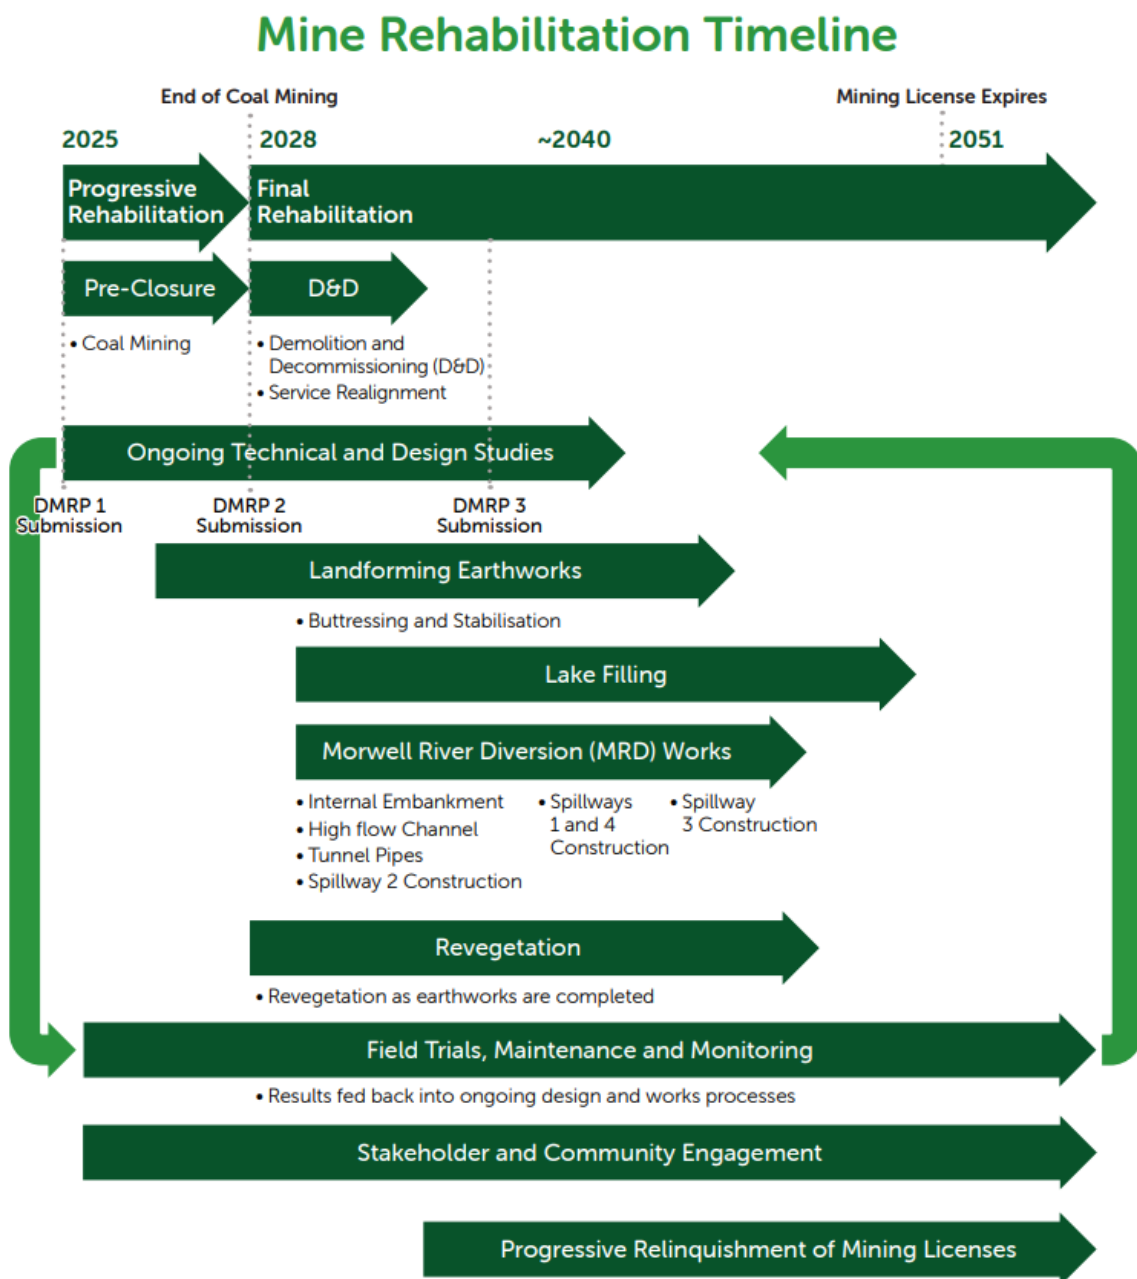 Mine Rehabilitation Timeline
End of Coal Mining
Mining License Expires
2025
2028
~2040
2051
Progressive
Rehabilitation
Final
Rehabilitation
Pre-Closure
D&D
• Coal Mining
• Demolition and
Decommissioning (D&D)
• Service Realignment
Ongoing Technical and Design Studies
DMRP 1
Submission
DMRP 2
Submission
DMRP 3
Submission
Landforming Earthworks
• Buttressing and Stabilisation
Lake Filling
Morwell River Diversion (MRD) Works
• Internal Embankment
• High flow Channel
• Tunnel Pipes
• Spillway 2 Construction
• Spillways
1 and 4
Construction
• Spillway
3 Construction
Revegetation
• Revegetation as earthworks are completed
Field Trials, Maintenance and Monitoring
• Results fed back into ongoing design and works processes
Stakeholder and Community Engagement
Progressive Relinquishment of Mining Licenses